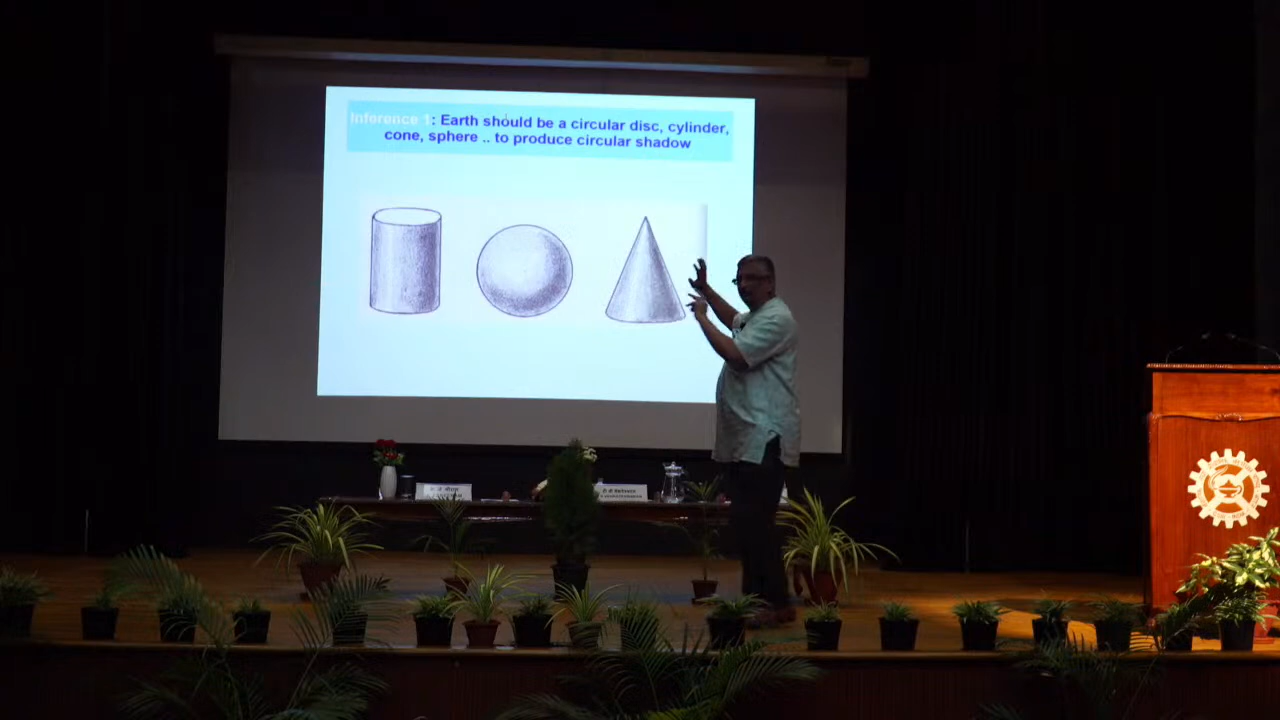 Inference 1: Earth should be a circular disc, cylinder,
cone, sphere .. to produce circular shadow